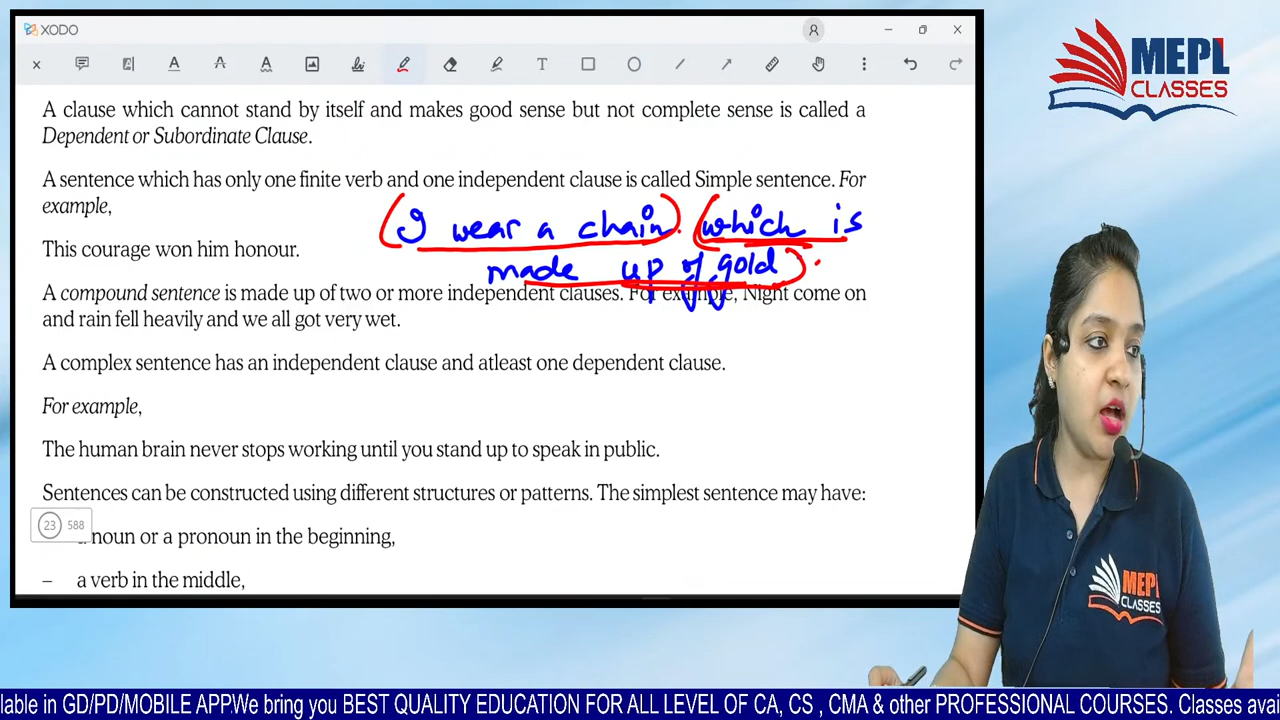 XODO
MEPL
CLASSES
A clause which cannot stand by itself and makes good sense but not complete sense is called a
Dependent or Subordinate Clause.
A sentence which has only one finite verb and one independent clause is called Simple sentence. For
example,
(I wear a chain). (which is
made up of gold).
This courage won him honour.
A compound sentence is made up of two or more independent clauses. For example, Night come on
and rain fell heavily and we all got very wet.
A complex sentence has an independent clause and atleast one dependent clause.
For example,
The human brain never stops working until you stand up to speak in public.
Sentences can be constructed using different structures or patterns. The simplest sentence may have:
23 588
noun or a pronoun in the beginning,
– a verb in the middle,
MEPL
CLASSES
lable in GD/PD/MOBILE APPWe bring you BEST QUALITY EDUCATION FOR ALL LEVEL OF CA, CS , CMA & other PROFESSIONAL COURSES. Classes avai